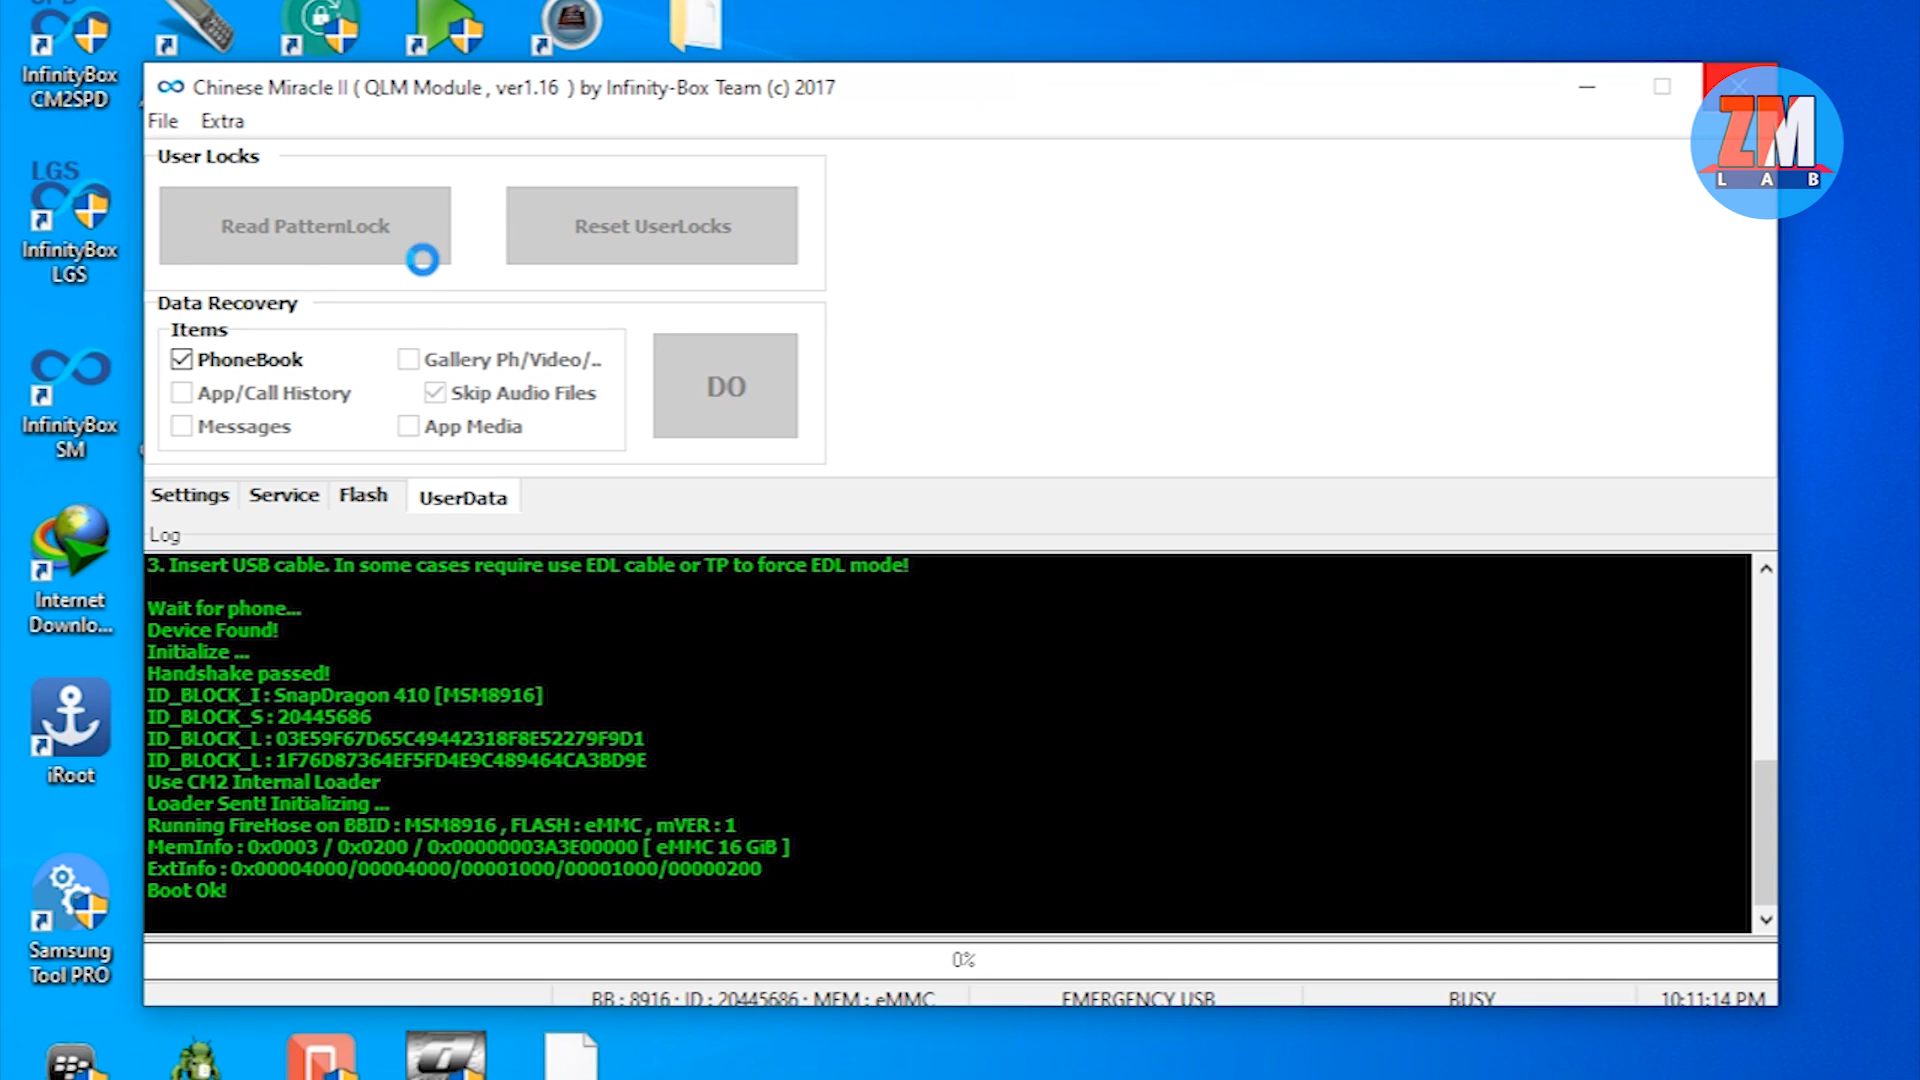 InfinityBox
CM2SPD
LGS
InfinityBox
LGS
InfinityBox
SM
Internet
Downlo...
iRoot
Samsung
Tool PRO
Chinese Miracle II ( QLM Module , ver1.16 ) by Infinity-Box Team (c) 2017
File Extra
User Locks
Read PatternLock
Reset UserLocks
Data Recovery
Items
PhoneBook
Gallery Ph/Video/..
App/Call History
Skip Audio Files
Messages
App Media
DO
Settings Service Flash UserData
Log
3. Insert USB cable. In some cases require use EDL cable or TP to force EDL mode!
Wait for phone...
Device Found!
Initialize ...
Handshake passed!
ID_BLOCK_I : SnapDragon 410 [MSM8916]
ID_BLOCK_S : 20445686
ID_BLOCK_L : 03E59F67D65C49442318F8E52279F9D1
ID_BLOCK_L : 1F76D87364EF5FD4E9C489464CA3BD9E
Use CM2 Internal Loader
Loader Sent! Initializing ...
Running FireHose on BBID : MSM8916 , FLASH : eMMC , mVER : 1
MemInfo : 0x0003 / 0x0200 / 0x00000003A3E00000 [ eMMC 16 GiB ]
ExtInfo : 0x00004000/00004000/00001000/00001000/00000200
Boot Ok!
0%
BB : 8916 · ID : 20445686 · MEM : eMMC
EMERGENCY USB
BUSY
10:11:14 PM
ZM
LAB